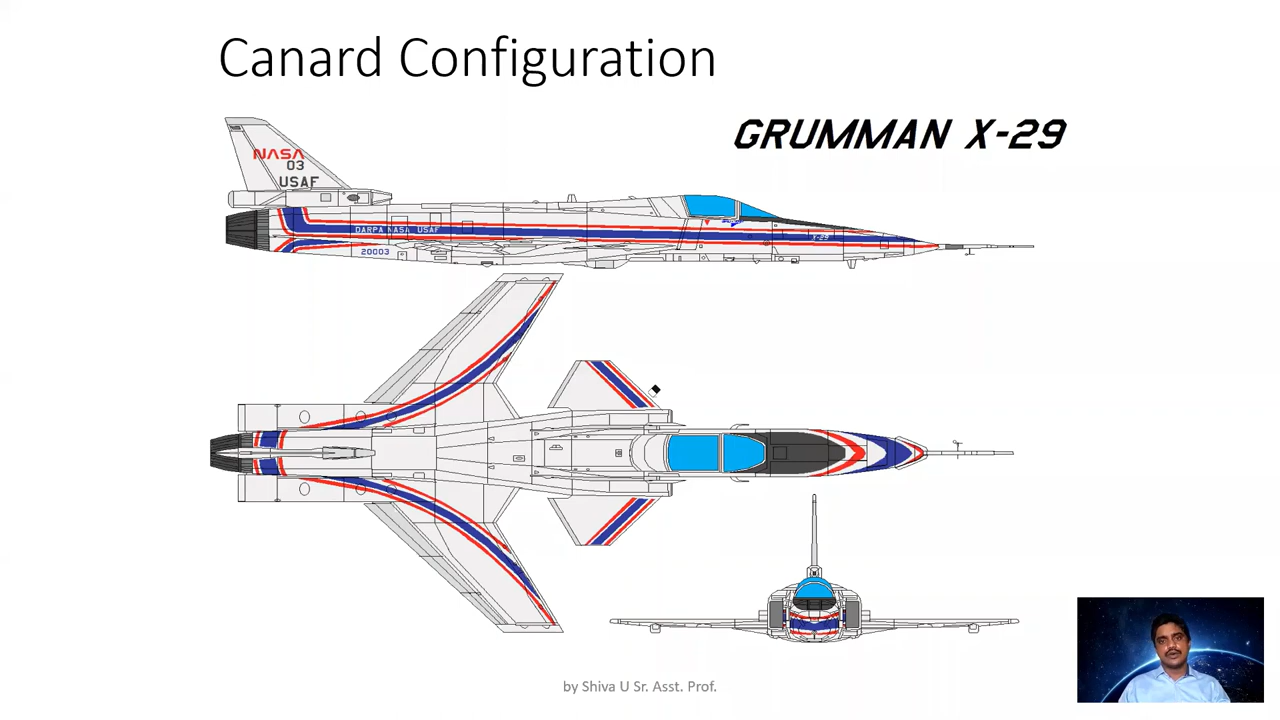 Canard Configuration
GRUMMAN X-29
NASA
03
USAF
DARPA NASA USAF
X-29
20003
by Shiva U Sr. Asst. Prof.